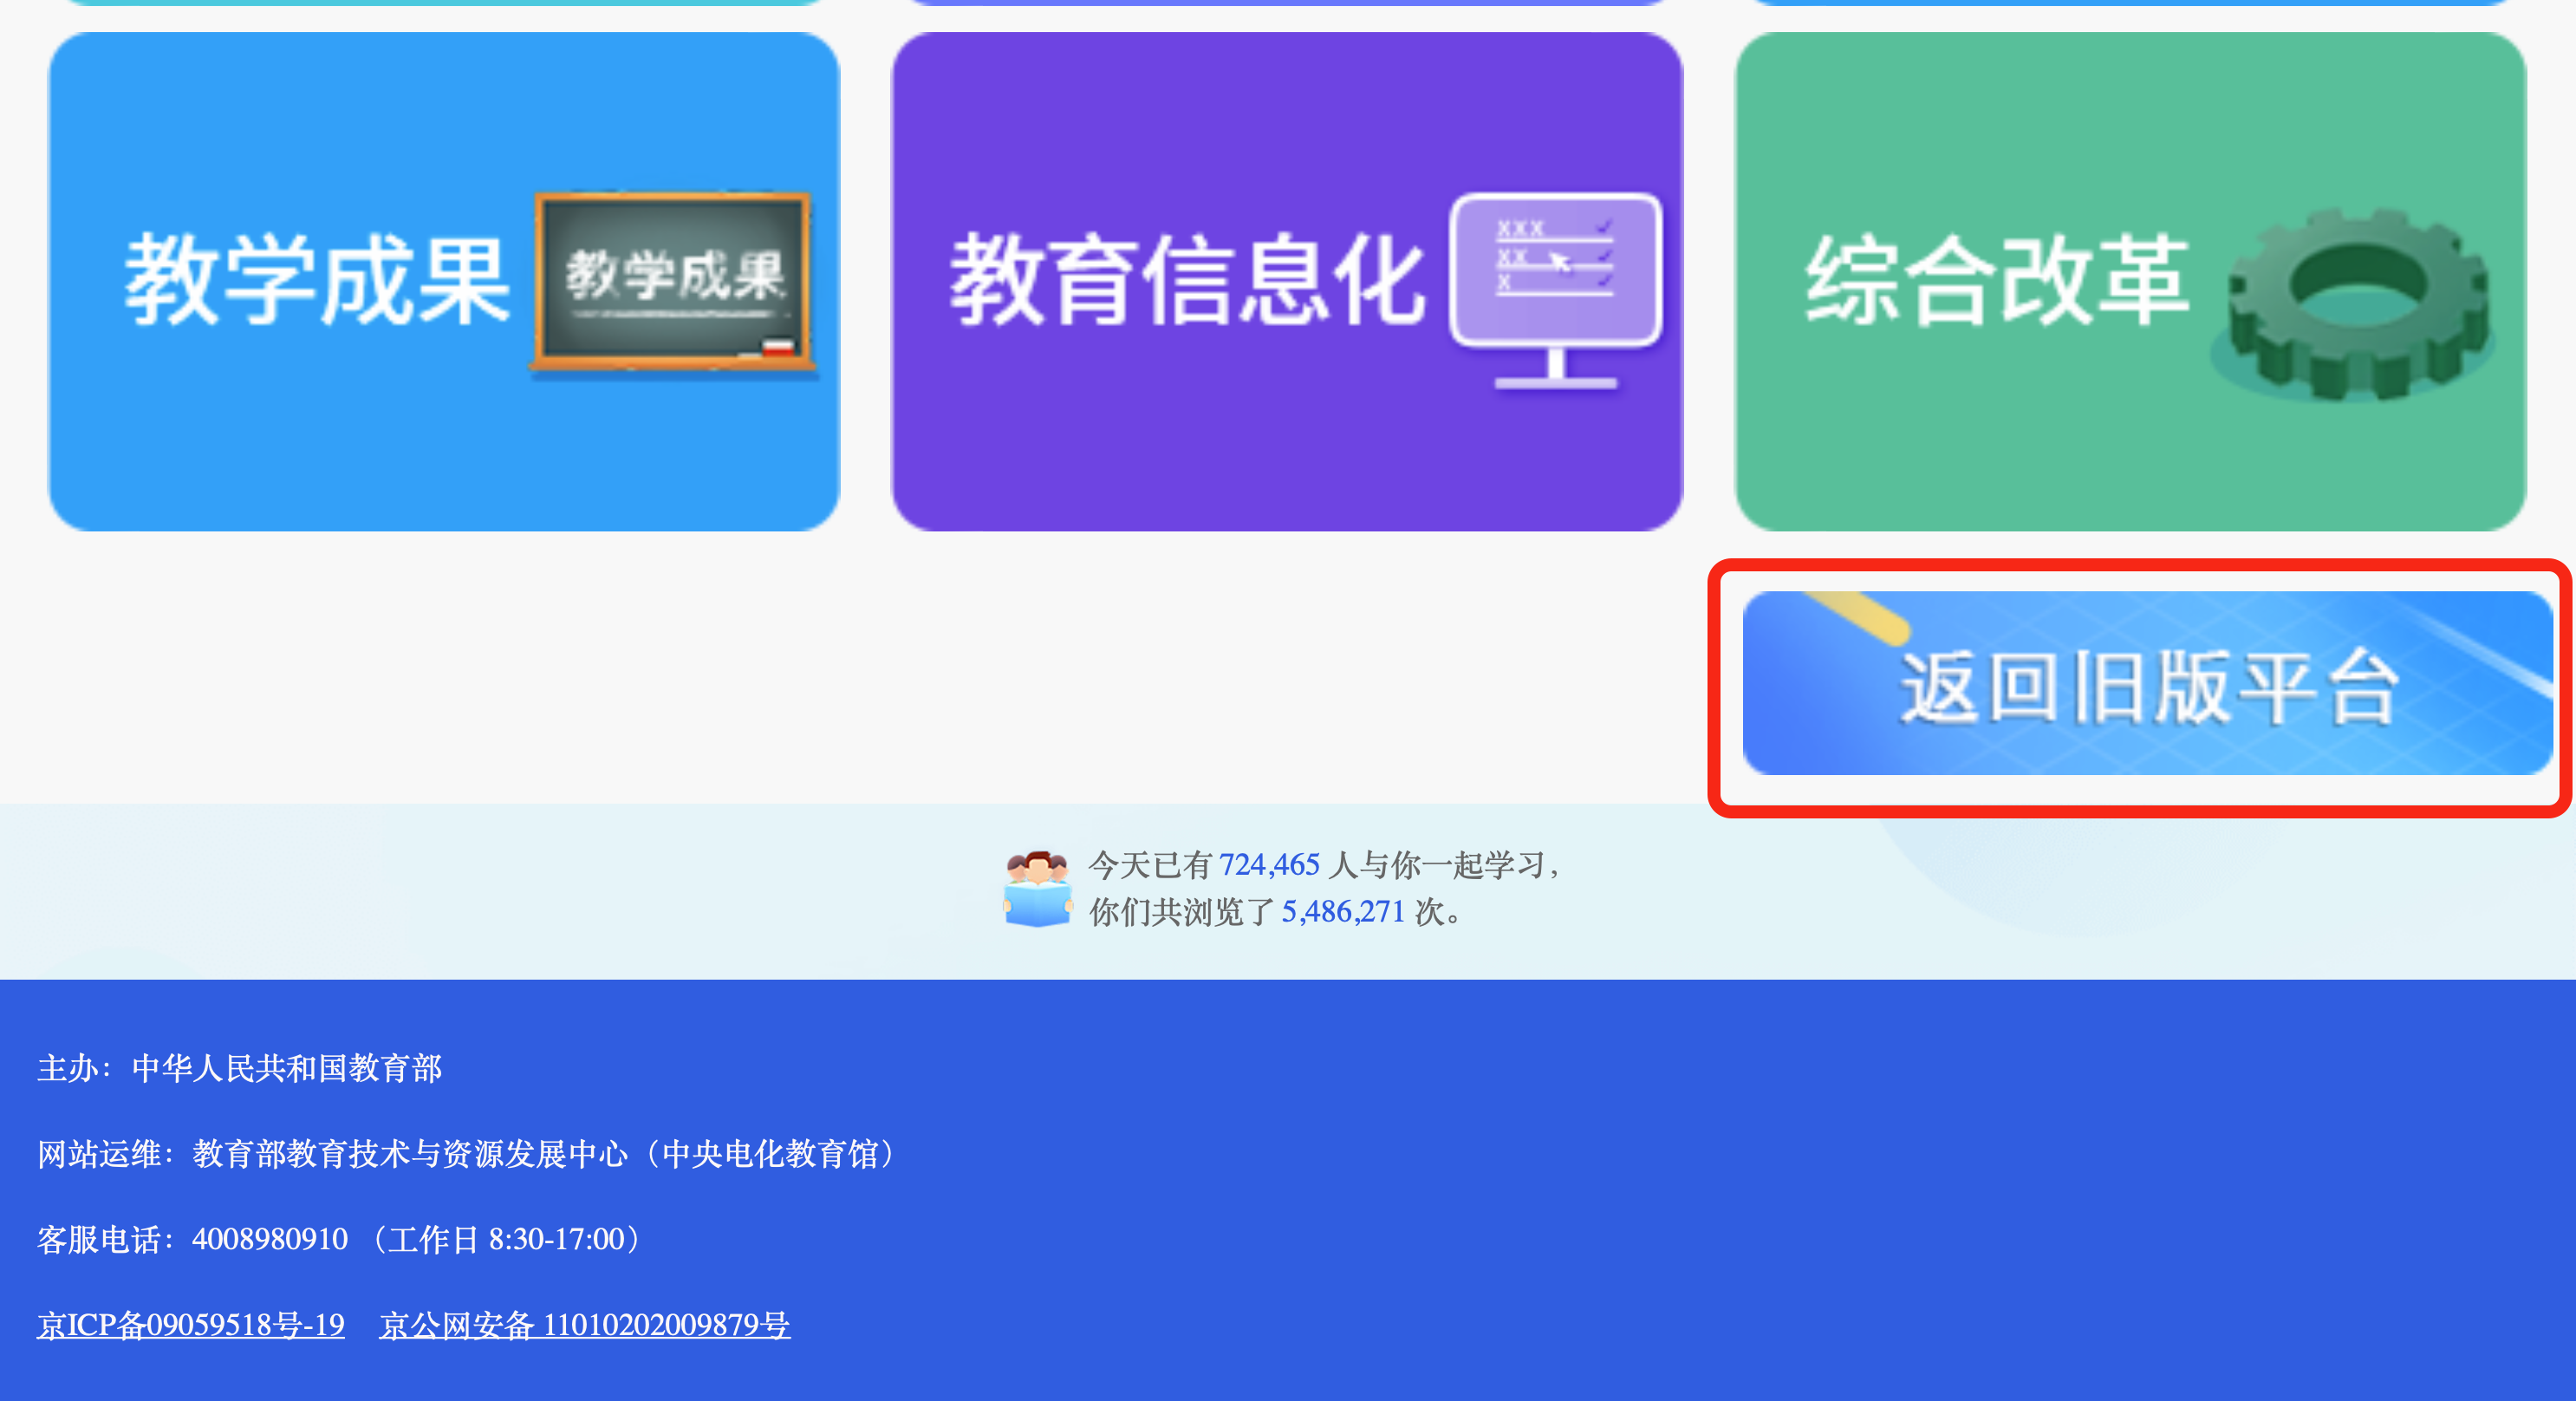 教学成果
教学成果
教育信息化
XXX
XX
X
综合改革
返回旧版平台
今天已有 724,465 人与你一起学习，
你们共浏览了 5,486,271 次。
主办：中华人民共和国教育部
网站运维：教育部教育技术与资源发展中心（中央电化教育馆）
客服电话：4008980910 （工作日 8:30-17:00）
京ICP备09059518号-19 京公网安备 11010202009879号